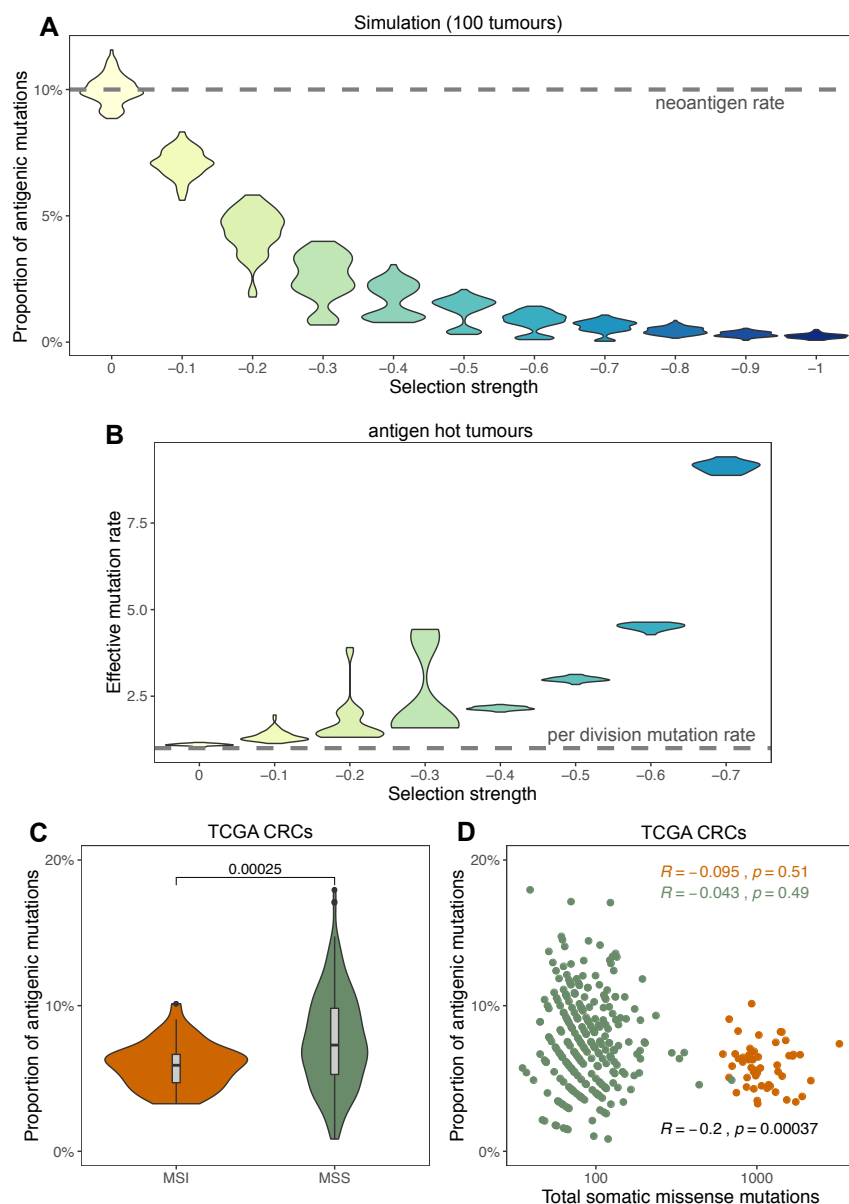 A
Simulation (100 tumours)
Proportion of antigenic mutations
10%
5%
0%
neoantigen rate
0 −0.1 −0.2 −0.3 −0.4 −0.5 −0.6 −0.7 −0.8 −0.9 −1
Selection strength
B
antigen hot tumours
Effective mutation rate
7.5
5.0
2.5
per division mutation rate
0 −0.1 −0.2 −0.3 −0.4 −0.5 −0.6 −0.7
Selection strength
C
TCGA CRCs
Proportion of antigenic mutations
20%
10%
0%
0.00025
MSI MSS
D
TCGA CRCs
Proportion of antigenic mutations
20%
10%
0%
R = −0.095 , p = 0.51
R = −0.043 , p = 0.49
R = −0.2 , p = 0.00037
100 1000
Total somatic missense mutations